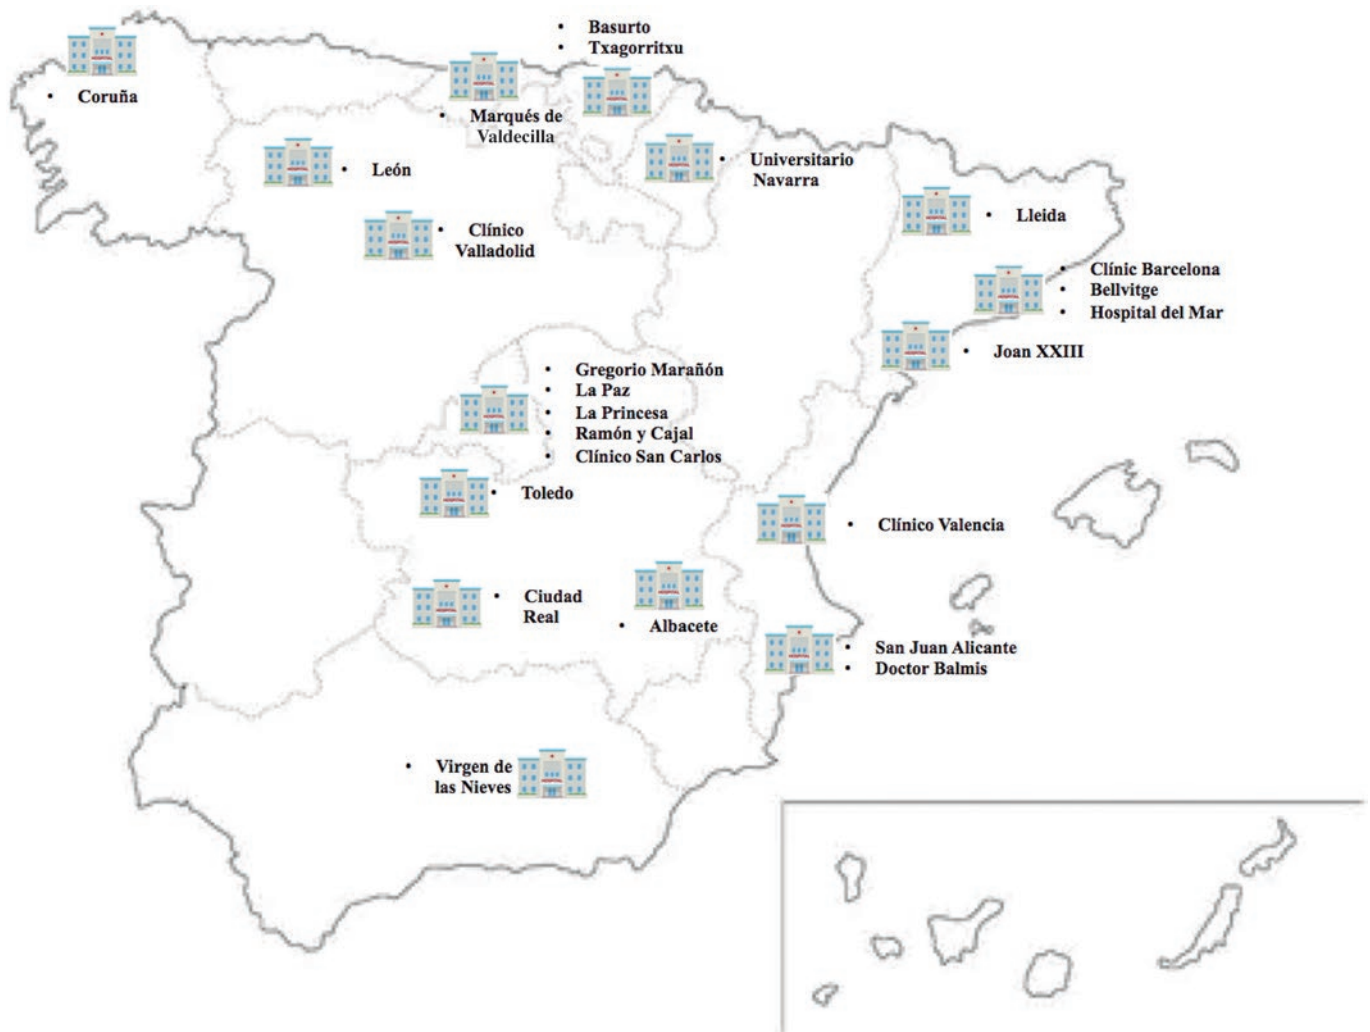 • Basurto
• Txagorritxu
• Coruña
• Marqués de
Valdecilla
• León
• Universitario
Navarra
• Lleida
• Clínico
Valladolid
• Clínic Barcelona
• Bellvitge
• Hospital del Mar
• Joan XXIII
• Gregorio Marañón
• La Paz
• La Princesa
• Ramón y Cajal
• Clínico San Carlos
• Toledo
• Clínico Valencia
• Ciudad
Real
• Albacete
• San Juan Alicante
• Doctor Balmis
• Virgen de
las Nieves